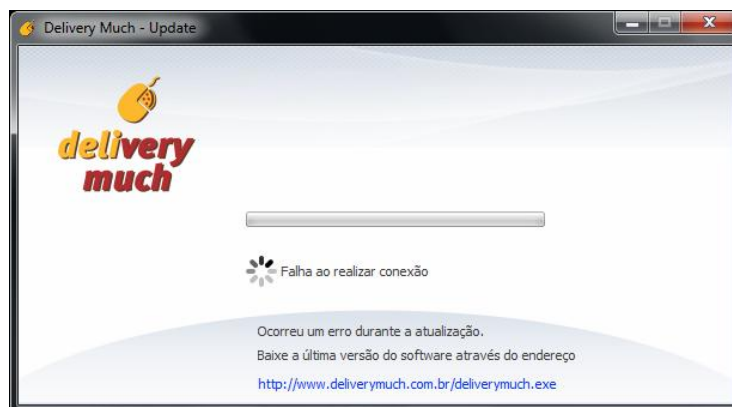 Delivery Much - Update
delivery
much
Falha ao realizar conexão
Ocorreu um erro durante a atualização.
Baixe a última versão do software através do endereço
http://www.deliverymuch.com.br/deliverymuch.exe